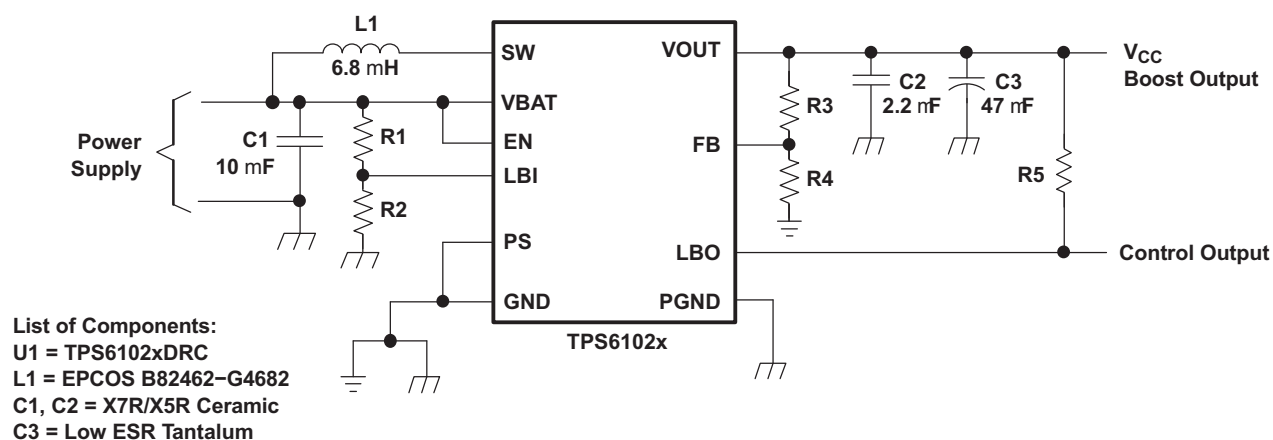 L1
6.8 mH
SW
VOUT
VCC
Boost Output
C2
2.2 mF
C3
47 mF
R3
VBAT
Power
Supply
C1
10 mF
R1
EN
FB
LBI
R4
R5
R2
PS
LBO
Control Output
GND
PGND
TPS6102x
List of Components:
U1 = TPS6102xDRC
L1 = EPCOS B82462−G4682
C1, C2 = X7R/X5R Ceramic
C3 = Low ESR Tantalum